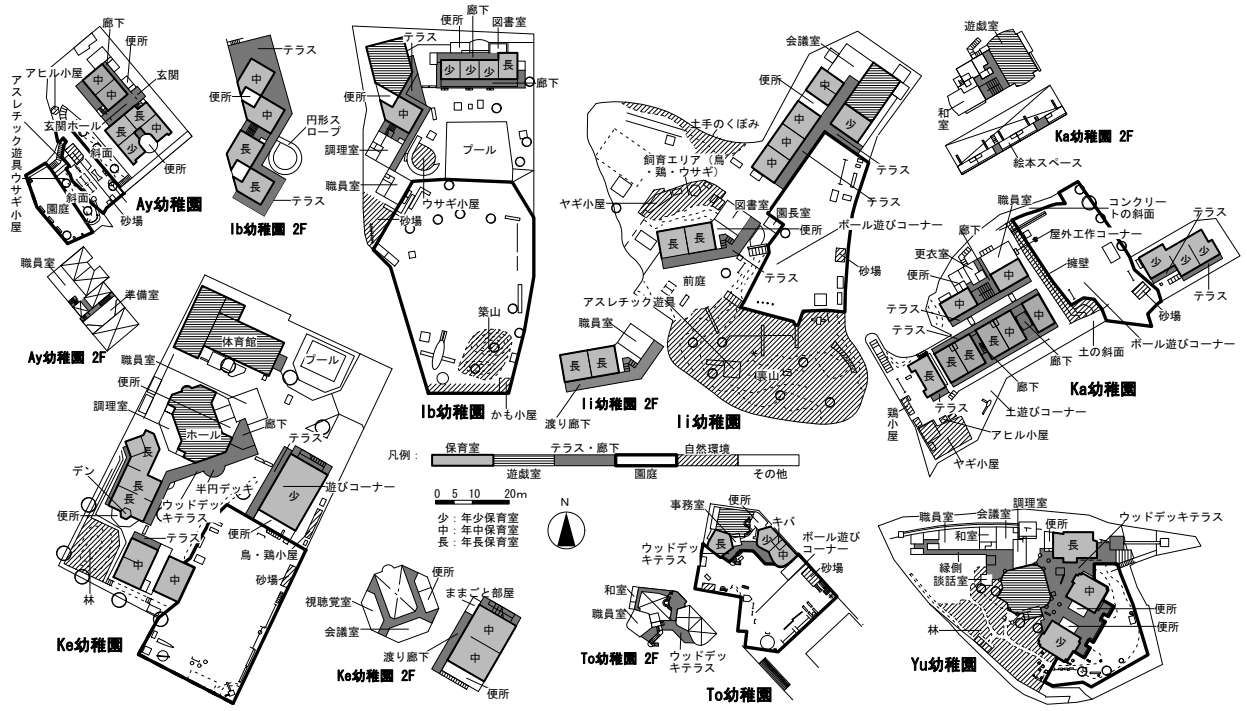 廊下
便所
玄関
アヒル小屋
アスレチック遊具
ウサギ小屋
玄関ホール
斜面
斜面
園庭
砂場
便所
中
中
長
長
中
少
Ay幼稚園
職員室
準備室
Ay幼稚園 2F
テラス
中
便所
中
長
長
円形ス
ロープ
テラス
Ib幼稚園 2F
テラス
便所
廊下
図書室
少
少
少
長
廊下
中
便所
中
調理室
職員室
砂場
ウサギ小屋
プール
築山
かも小屋
Ib幼稚園
会議室
便所
中
中
中
中
少
土手のくぼみ
飼育エリア（鳥
・鶏・ウサギ）
ヤギ小屋
テラス
テラス
図書室
園長室
便所
ボール遊びコーナー
長
長
テラス
砂場
前庭
アスレチック遊具
裏山
Ii幼稚園
職員室
長
長
渡り廊下
Ii幼稚園 2F
遊戯室
和室
絵本スペース
Ka幼稚園 2F
職員室
コンクリー
トの斜面
テラス
廊下
屋外工作コーナー
更衣室
擁壁
便所
中
中
少
少
少
テラス
テラス
テラス
砂場
ボール遊びコーナー
土の斜面
中
中
長
長
長
長
廊下
廊下
テラス
土遊びコーナー
鶏小屋
アヒル小屋
ヤギ小屋
Ka幼稚園
体育館
プール
職員室
便所
調理室
ホール
廊下
テラス
長
長
長
デン
半円デッキ
少
遊びコーナー
ウッドデッ
キテラス
便所
便所
テラス
鳥・鶏小屋
中
中
砂場
林
Ke幼稚園
便所
ままごと部屋
視聴覚室
会議室
中
中
渡り廊下
便所
Ke幼稚園 2F
凡例：
保育室
テラス・廊下
自然環境
遊戯室
園庭
その他
0 5 10 20m
少：年少保育室
中：年中保育室
長：年長保育室
N
事務室
便所
キバ
ウッドデッ
キテラス
長
少
中
ボール遊び
コーナー
砂場
To幼稚園
和室
職員室
ウッドデッ
キテラス
To幼稚園 2F
調理室
職員室
会議室
便所
ウッドデッキテラス
和室
長
縁側
談話室
中
便所
便所
少
林
Yu幼稚園